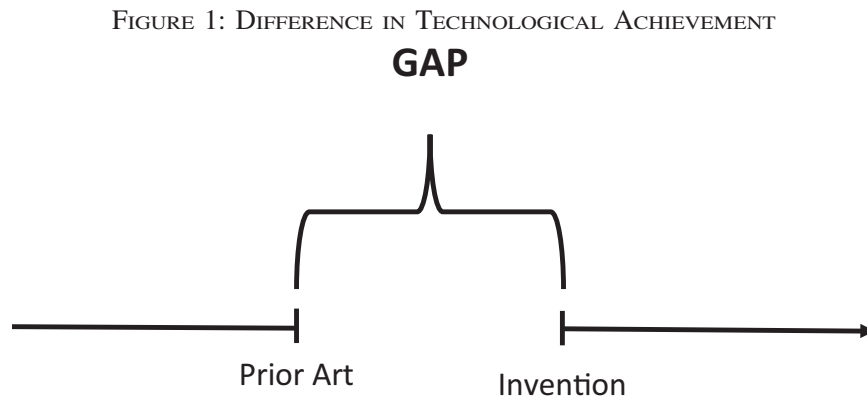 FIGURE 1: DIFFERENCE IN TECHNOLOGICAL ACHIEVEMENT
GAP
Prior Art
Invention